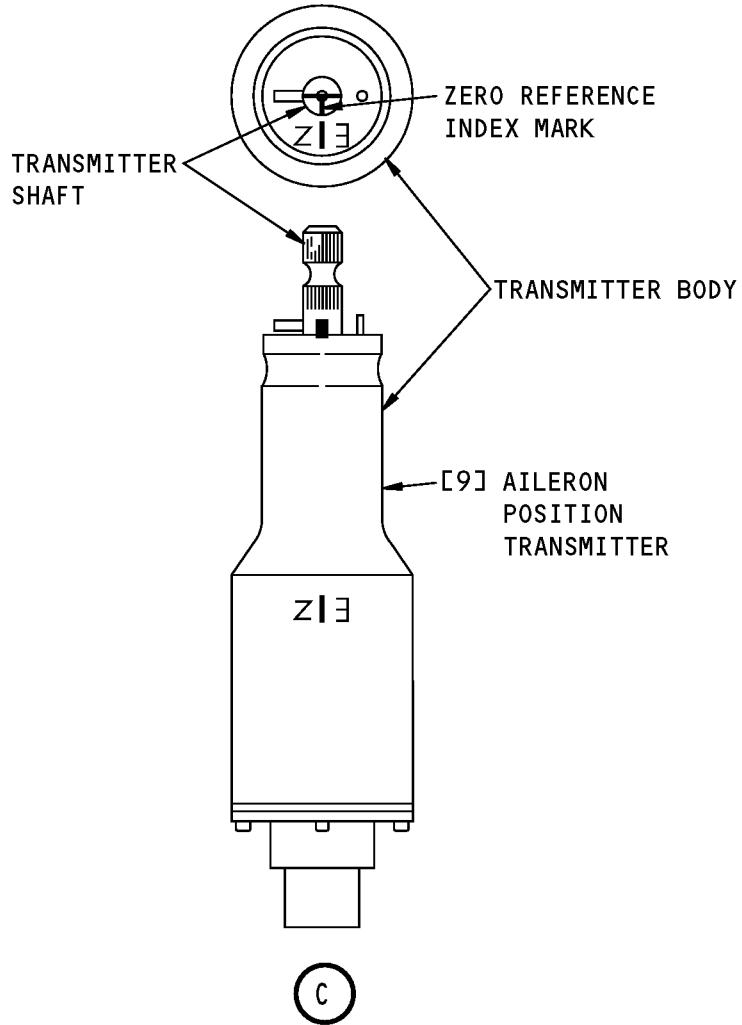 ZERO REFERENCE
INDEX MARK
Z|E
TRANSMITTER
SHAFT
TRANSMITTER BODY
[9] AILERON
POSITION
TRANSMITTER
Z|E
C